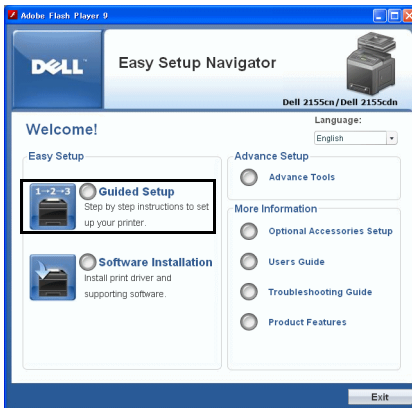 Adobe Flash Player 9
DELL
Easy Setup Navigator
Dell 2155cn/Dell 2155cdn
Welcome!
Language:
English
Easy Setup
1→2→3
Guided Setup
Step by step instructions to set
up your printer.
Software Installation
Install print driver and
supporting software.
Advance Setup
Advance Tools
More Information
Optional Accessories Setup
Users Guide
Troubleshooting Guide
Product Features
Exit